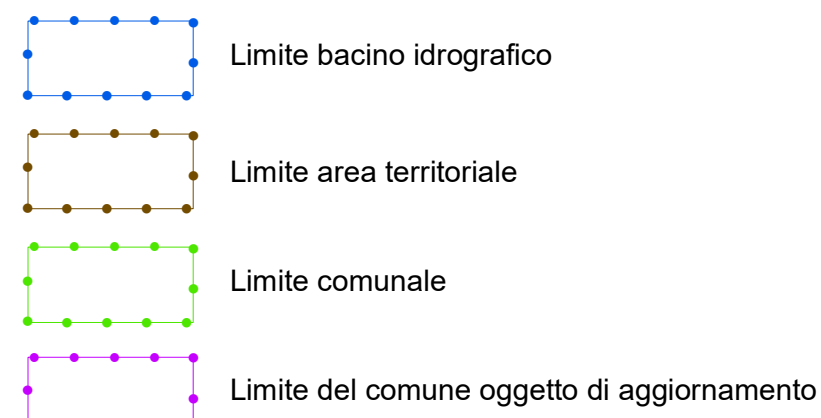 Limite bacino idrografico
Limite area territoriale
Limite comunale
Limite del comune oggetto di aggiornamento